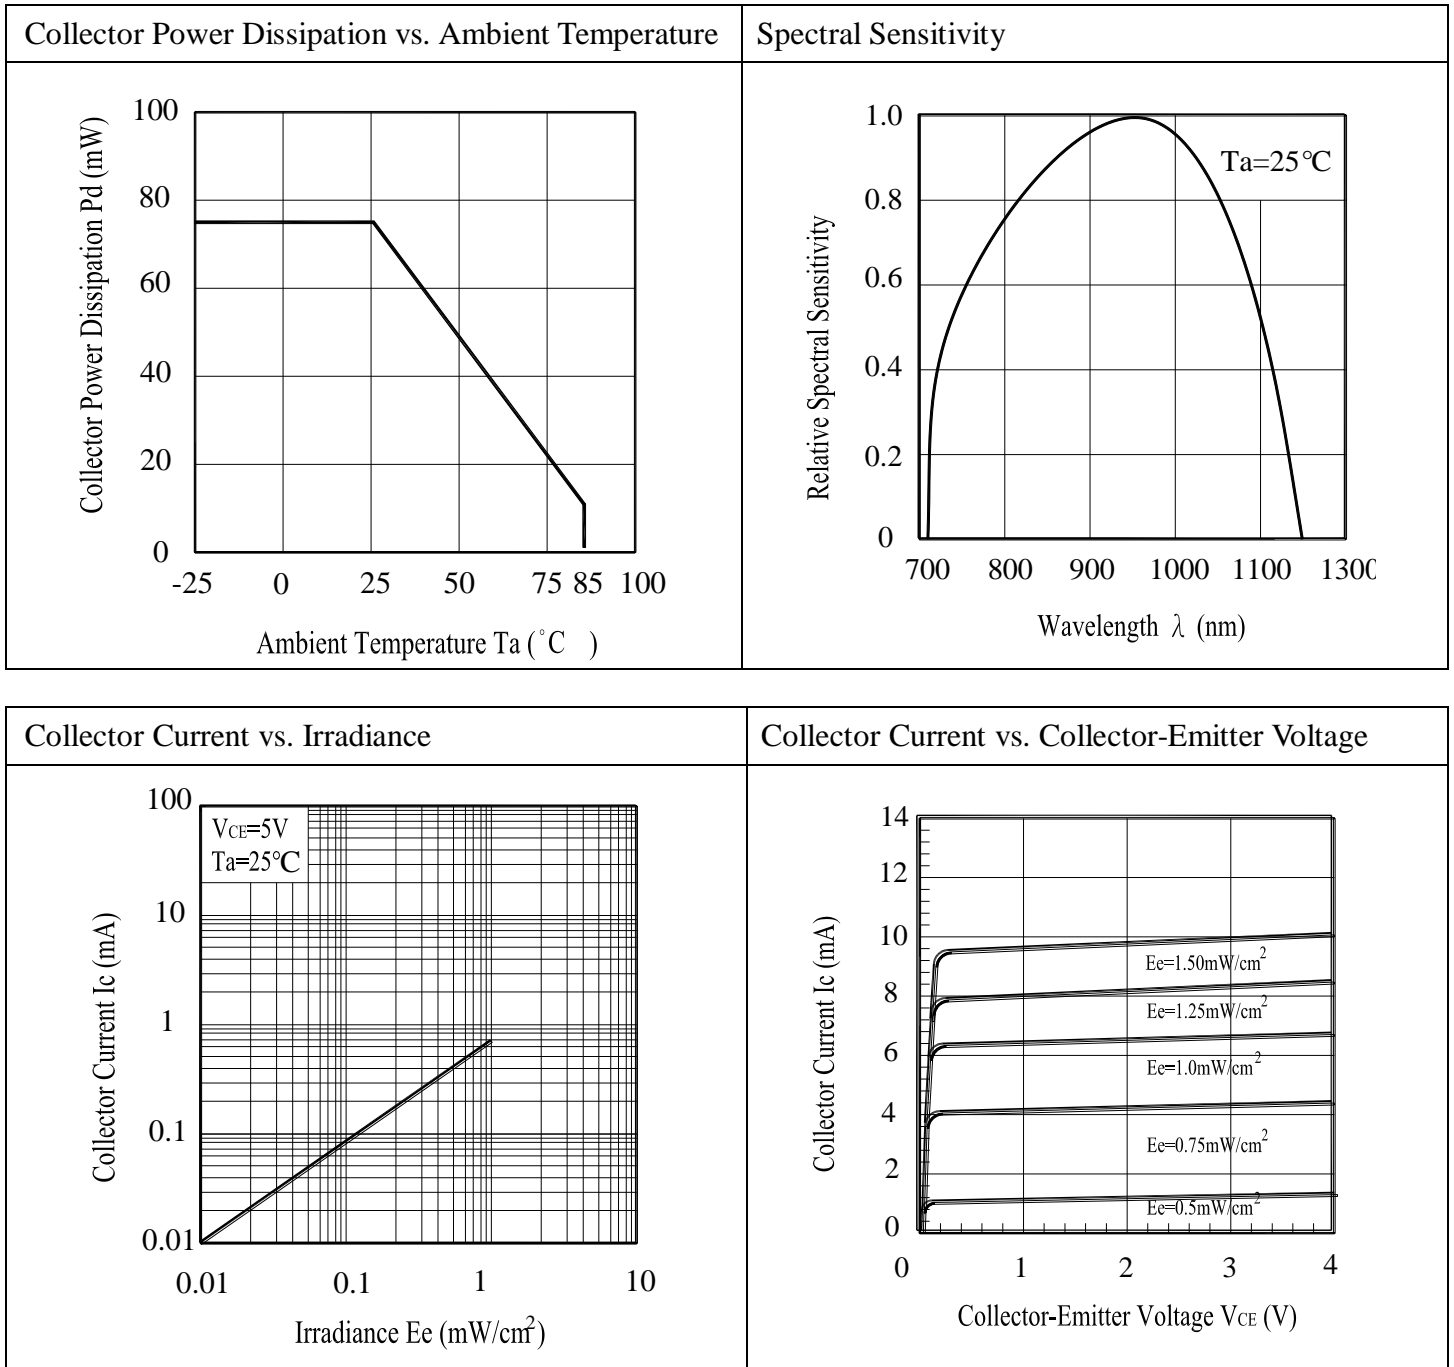 Collector Power Dissipation vs. Ambient Temperature
Spectral Sensitivity
Collector Power Dissipation Pd (mW)
100
80
60
40
20
0
-25 0 25 50 75 85 100
Ambient Temperature Ta (°C )
Relative Spectral Sensitivity
1.0
0.8
0.6
0.4
0.2
0
Ta=25°C
700 800 900 1000 1100 1300
Wavelength λ (nm)
Collector Current vs. Irradiance
Collector Current vs. Collector-Emitter Voltage
Collector Current Ic (mA)
100
10
1
0.1
0.01
VCE=5V
Ta=25°C
0.01 0.1 1 10
Irradiance Ee (mW/cm²)
Collector Current Ic (mA)
14
12
10
8
6
4
2
0
Ee=1.50mW/cm²
Ee=1.25mW/cm²
Ee=1.0mW/cm²
Ee=0.75mW/cm²
Ee=0.5mW/cm²
0 1 2 3 4
Collector-Emitter Voltage VCE (V)